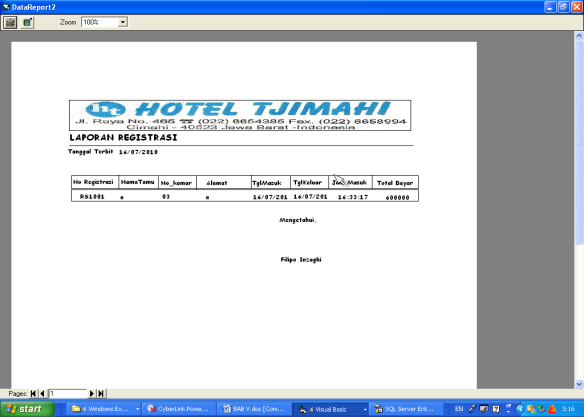 DataReport2
Zoom 100%
ht HOTEL TJIMAHI
Jl. Raya No. 465 ☎ (022) 6654385 Fax. (022) 6658994
Cimahi - 40523 Jawa Barat -Indonesia
LAPORAN REGISTRASI
Tanggal Terbit 16/07/2010
No Registrasi NamaTamu No_kamar Alamat TglMasuk TglKeluar Jam Masuk Total Bayar
RS1001 a 03 a 16/07/201 16/07/201 16:33:17 600000
Mengetahui,
Filipo Inzaghi
Pages: 1
start 6 Windows Ex... CyberLink Powe... BAB V.doc [Com... 4 Visual Basic SQL Server Ent... EN 3:16